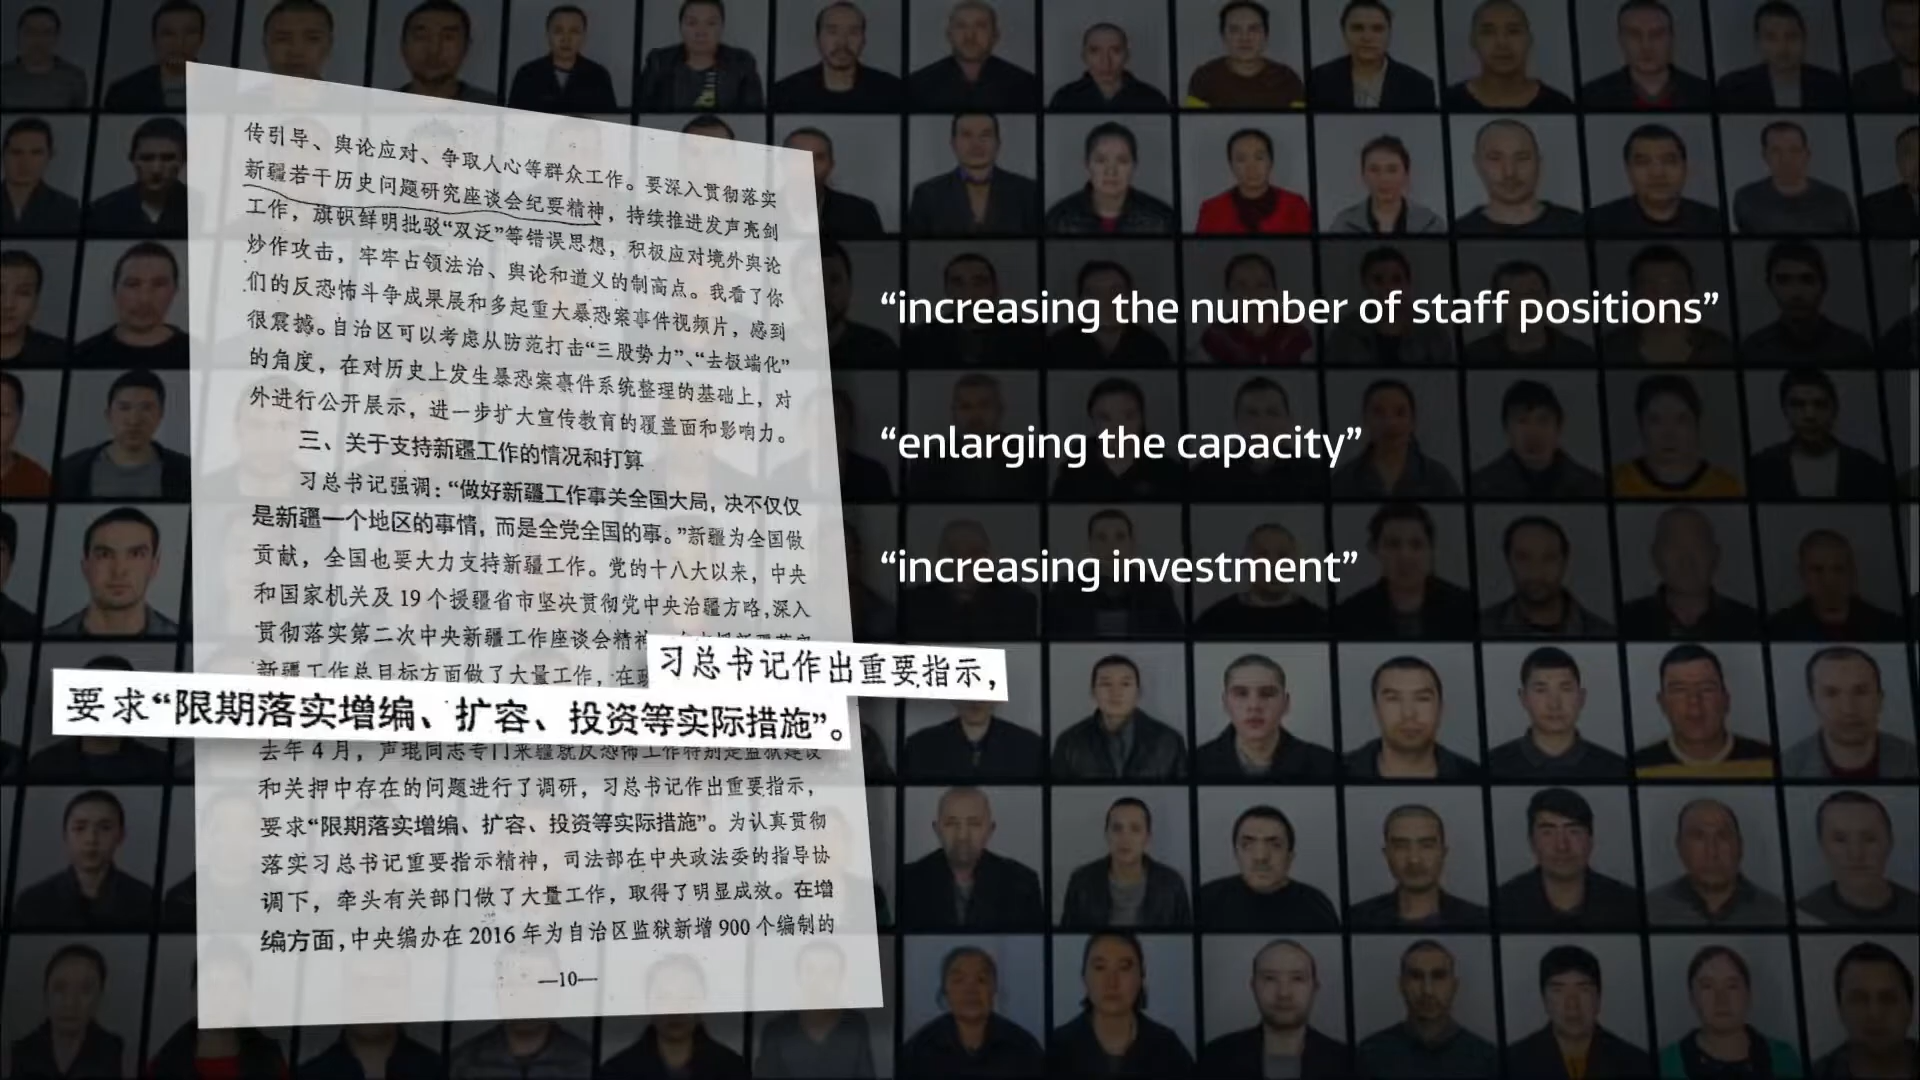 传引导、舆论应对、争取人心等群众工作。要深入贯彻落实
新疆若干历史问题研究座谈会纪要精神，持续推进发声亮剑
工作，旗帜鲜明批驳“双泛”等错误思想，积极应对境外舆论
炒作攻击，牢牢占领法治、舆论和道义的制高点。我看了你
们的反恐怖斗争成果展和多起重大暴恐案事件视频片，感到
很震撼。自治区可以考虑从防范打击“三股势力”、“去极端化”
的角度，在对历史上发生暴恐案事件系统整理的基础上，对
外进行公开展示，进一步扩大宣传教育的覆盖面和影响力。
三、关于支持新疆工作的情况和打算
习总书记强调：“做好新疆工作事关全国大局，决不仅仅
是新疆一个地区的事情，而是全党全国的事。”新疆为全国做
贡献，全国也要大力支持新疆工作。党的十八大以来，中央
和国家机关及19个援疆省市坚决贯彻党中央治疆方略，深入
贯彻落实第二次中央新疆工作座谈会精神
新疆工作总目标方面做了大量工作，在
习总书记作出重要指示，
要求“限期落实增编、扩容、投资等实际措施”。
去年4月，声琨同志专门来疆就反恐怖工作特别是监狱建设
和关押中存在的问题进行了调研，习总书记作出重要指示，
要求“限期落实增编、扩容、投资等实际措施”。为认真贯彻
落实习总书记重要指示精神，司法部在中央政法委的指导协
调下，牵头有关部门做了大量工作，取得了明显成效。在增
编方面，中央编办在2016年为自治区监狱新增900个编制的
—10—
“increasing the number of staff positions”
“enlarging the capacity”
“increasing investment”